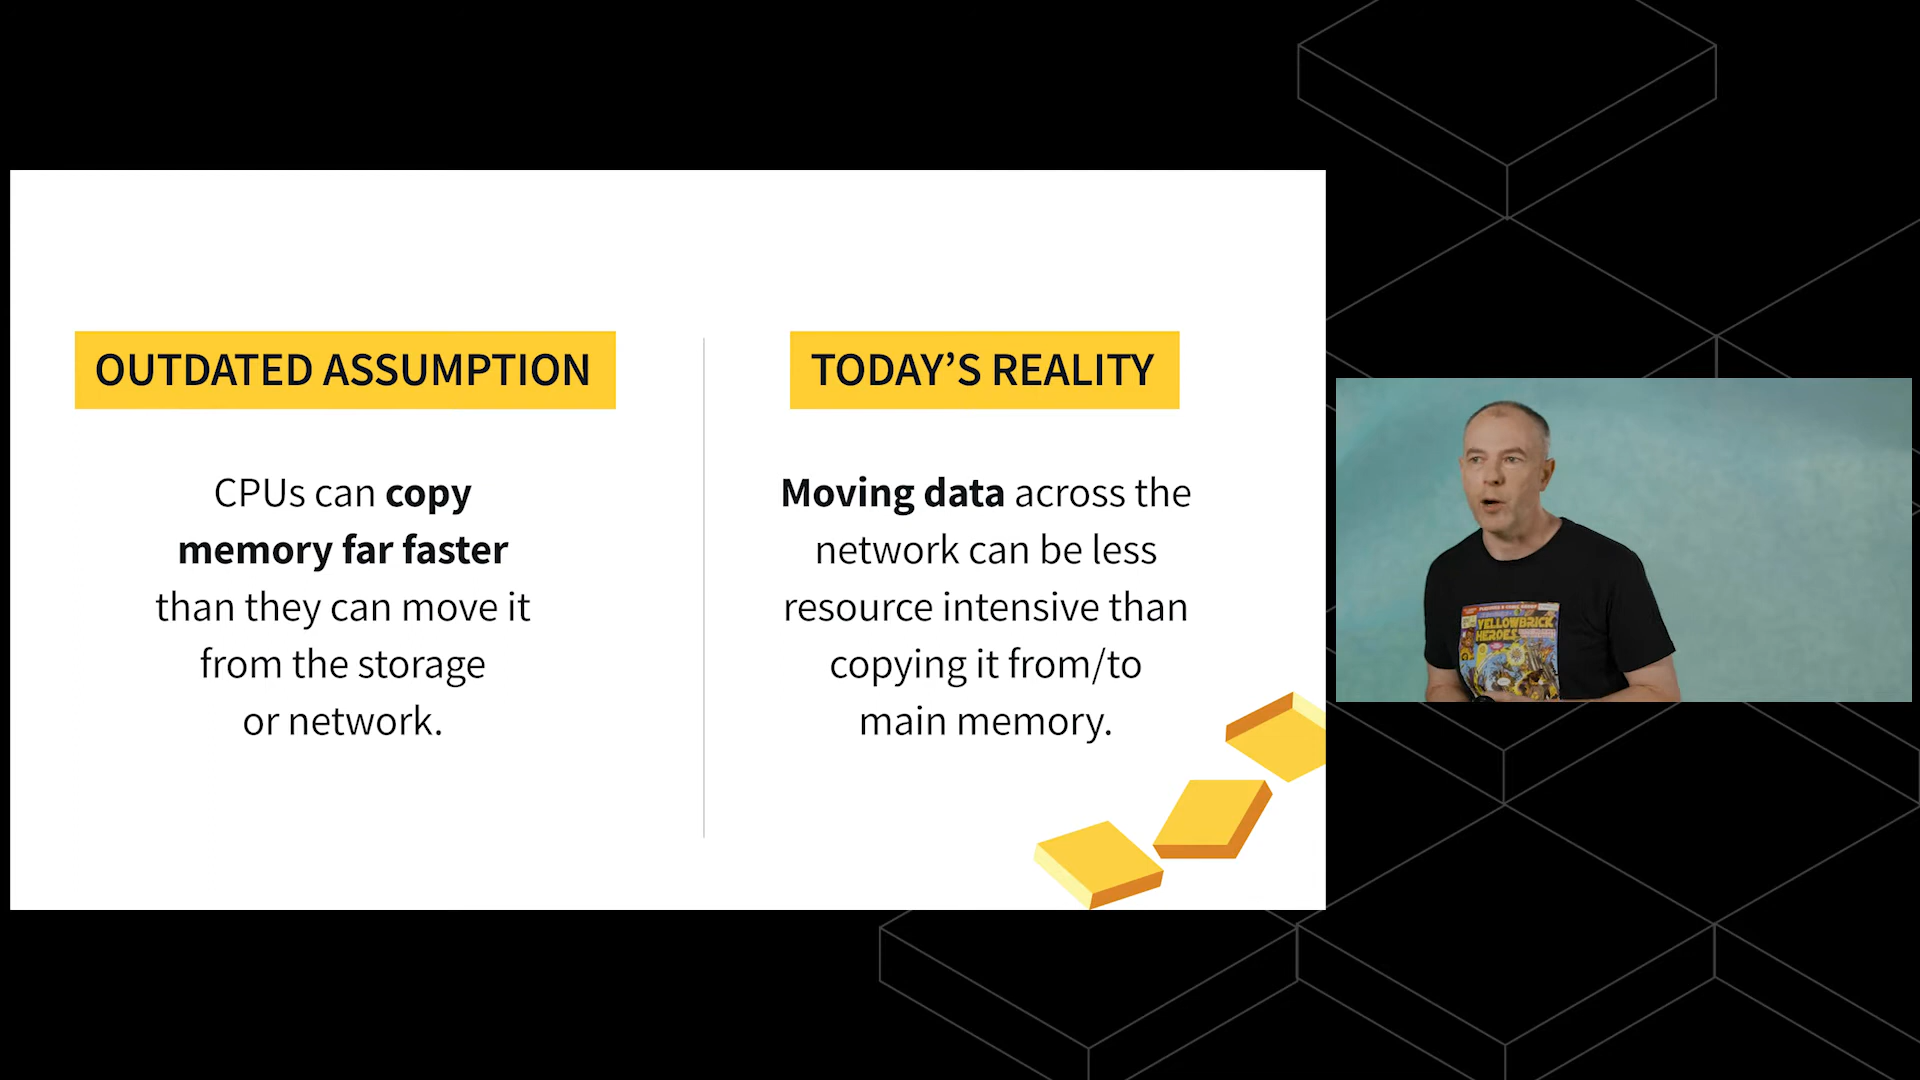 OUTDATED ASSUMPTION
CPUs can copy
memory far faster
than they can move it
from the storage
or network.
TODAY’S REALITY
Moving data across the
network can be less
resource intensive than
copying it from/to
main memory.
YELLOWBRICK
HEROES